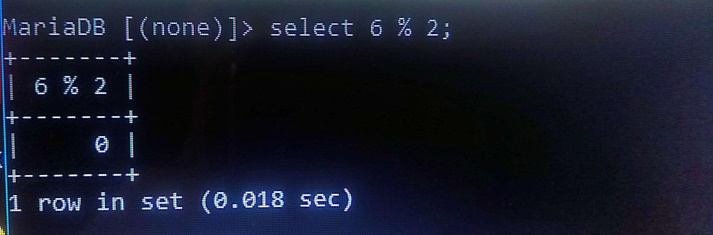 MariaDB [(none)]> select 6 % 2;
+-------+
| 6 % 2 |
+-------+
|     0 |
+-------+
1 row in set (0.018 sec)